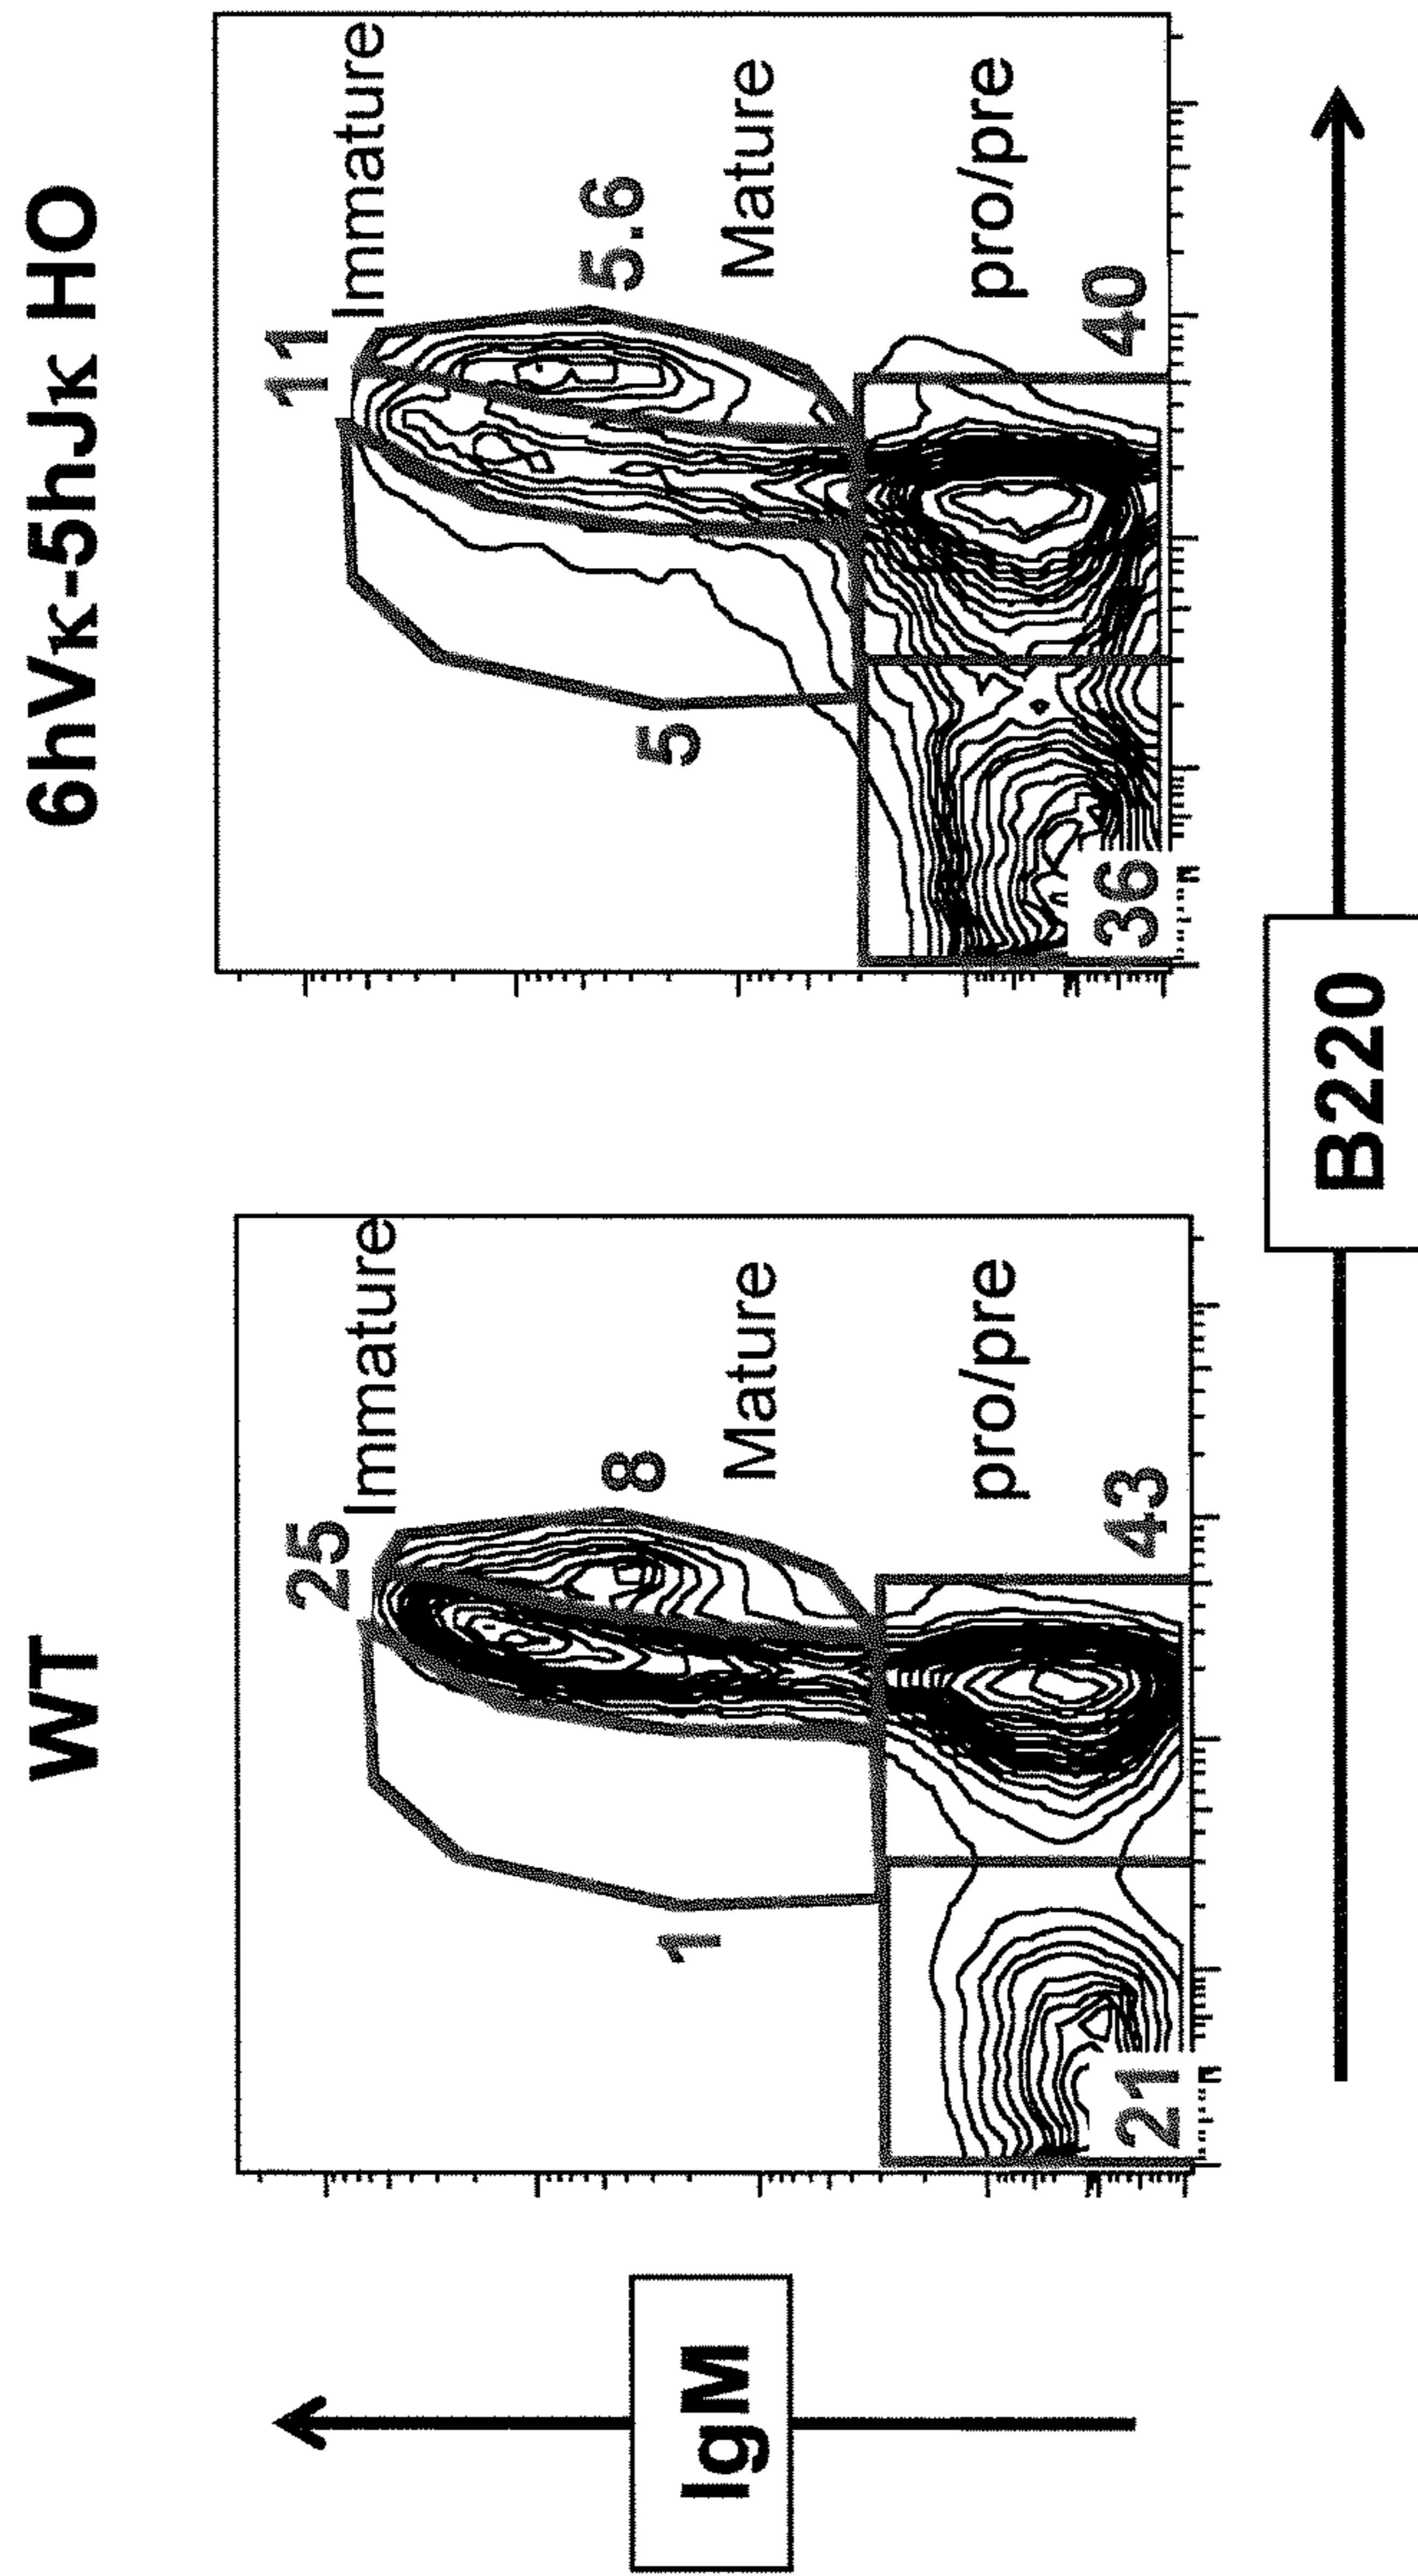 WT
6hVκ-5hJκ HO
IgM
25
Immature
8
Mature
1
pro/pre
43
21
11
Immature
5.6
Mature
5
pro/pre
40
36
B220